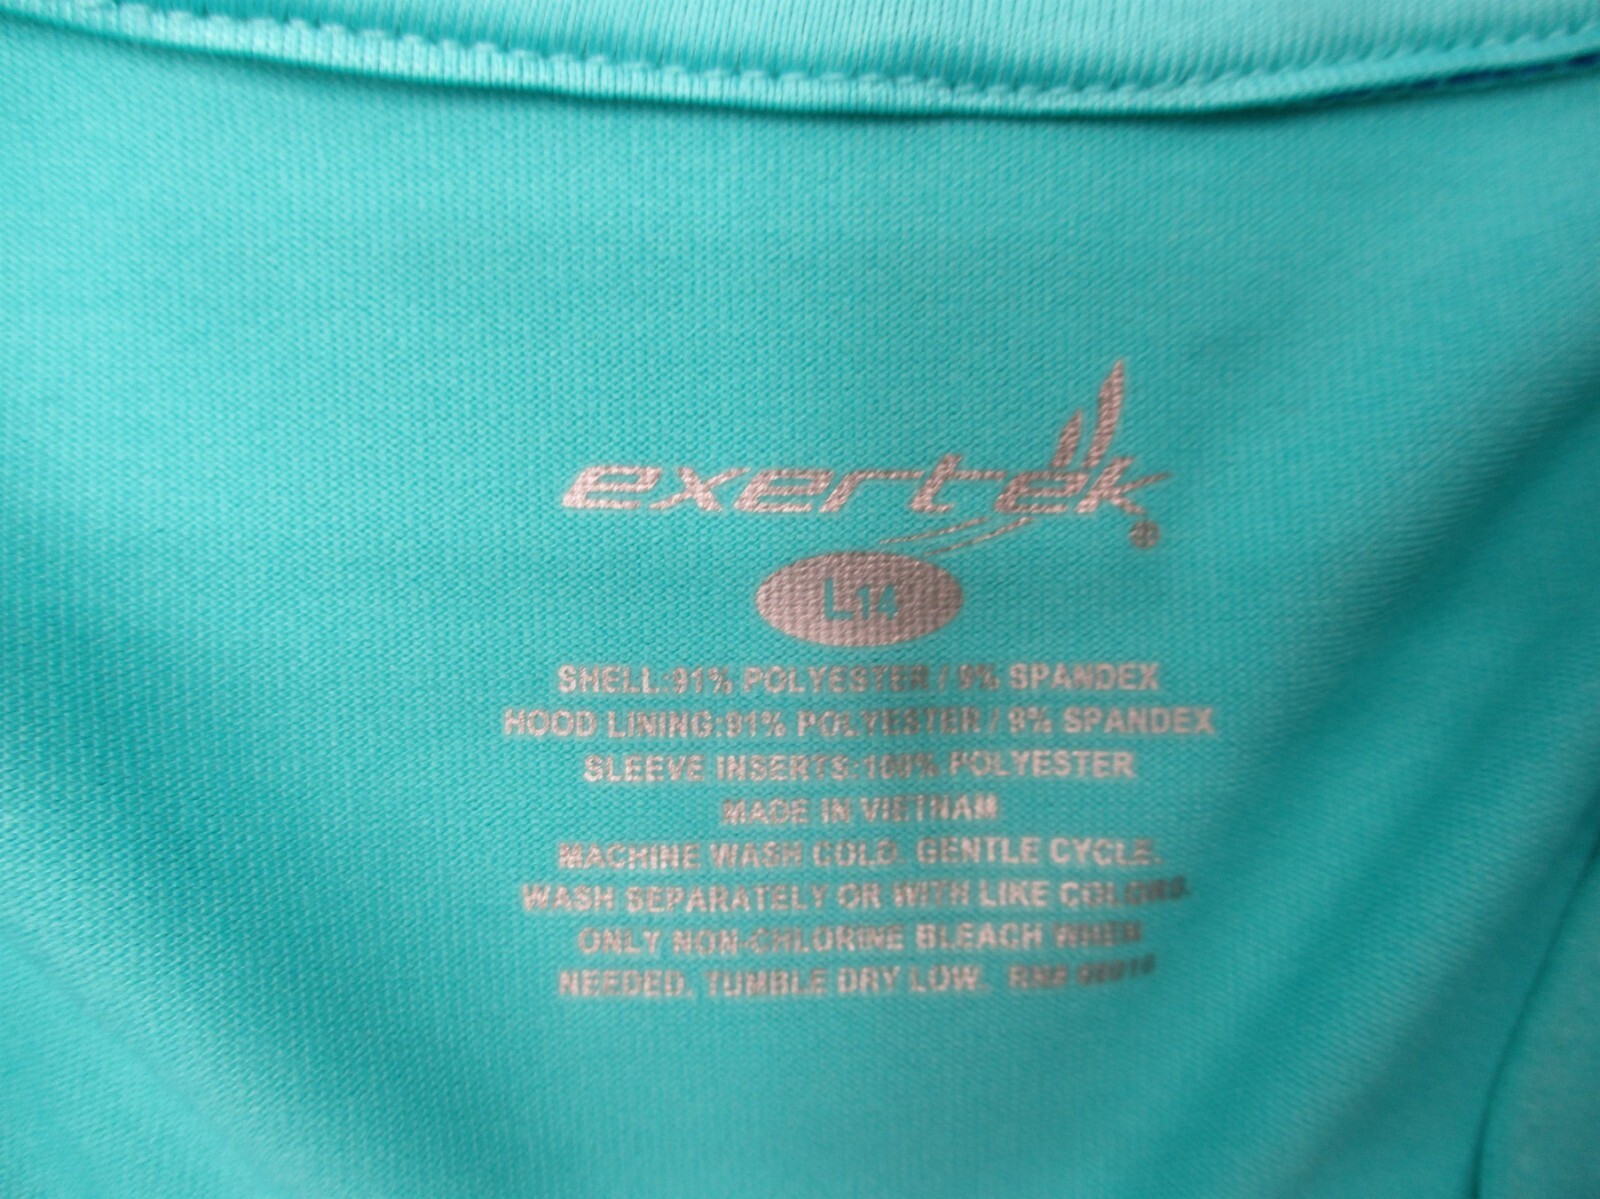 exertek
L14
SHELL:91% POLYESTER / 9% SPANDEX
HOOD LINING:91% POLYESTER / 9% SPANDEX
SLEEVE INSERTS:100% POLYESTER
MADE IN VIETNAM
MACHINE WASH COLD. GENTLE CYCLE.
WASH SEPARATELY OR WITH LIKE COLORS.
ONLY NON-CHLORINE BLEACH WHEN
NEEDED. TUMBLE DRY LOW. RN#